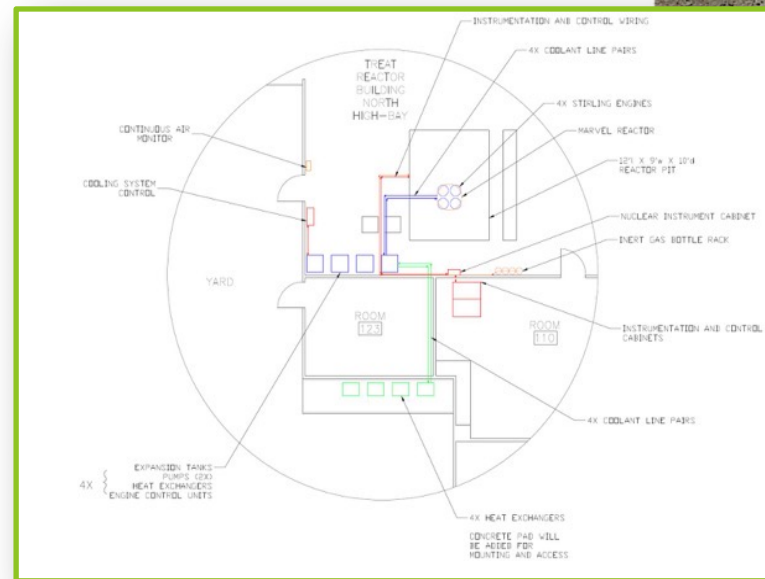 INSTRUMENTATION AND CONTROL WIRING
4X COOLANT LINE PAIRS
TREAT
REACTOR
BUILDING
NORTH
HIGH-BAY
4X STIRLING ENGINES
MARVEL REACTOR
12'l X 9'w X 10'd
REACTOR PIT
CONTINUOUS AIR
MONITOR
COOLING SYSTEM
CONTROL
NUCLEAR INSTRUMENT CABINET
INERT GAS BOTTLE RACK
YARD
ROOM
123
ROOM
110
INSTRUMENTATION AND CONTROL
CABINETS
4X COOLANT LINE PAIRS
4X
EXPANSION TANKS
PUMPS (2X)
HEAT EXCHANGERS
ENGINE CONTROL UNITS
4X HEAT EXCHANGERS
CONCRETE PAD WILL
BE ADDED FOR
MOUNTING AND ACCESS